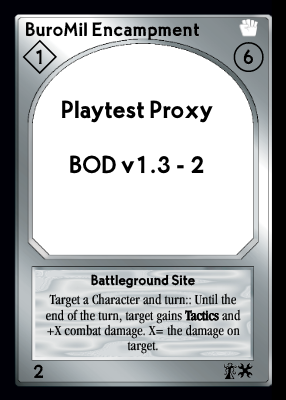 BuroMil Encampment
1
6
Playtest Proxy
BOD v1.3 - 2
Battleground Site
Target a Character and turn:: Until the
end of the turn, target gains Tactics and
+X combat damage. X= the damage on
target.
2